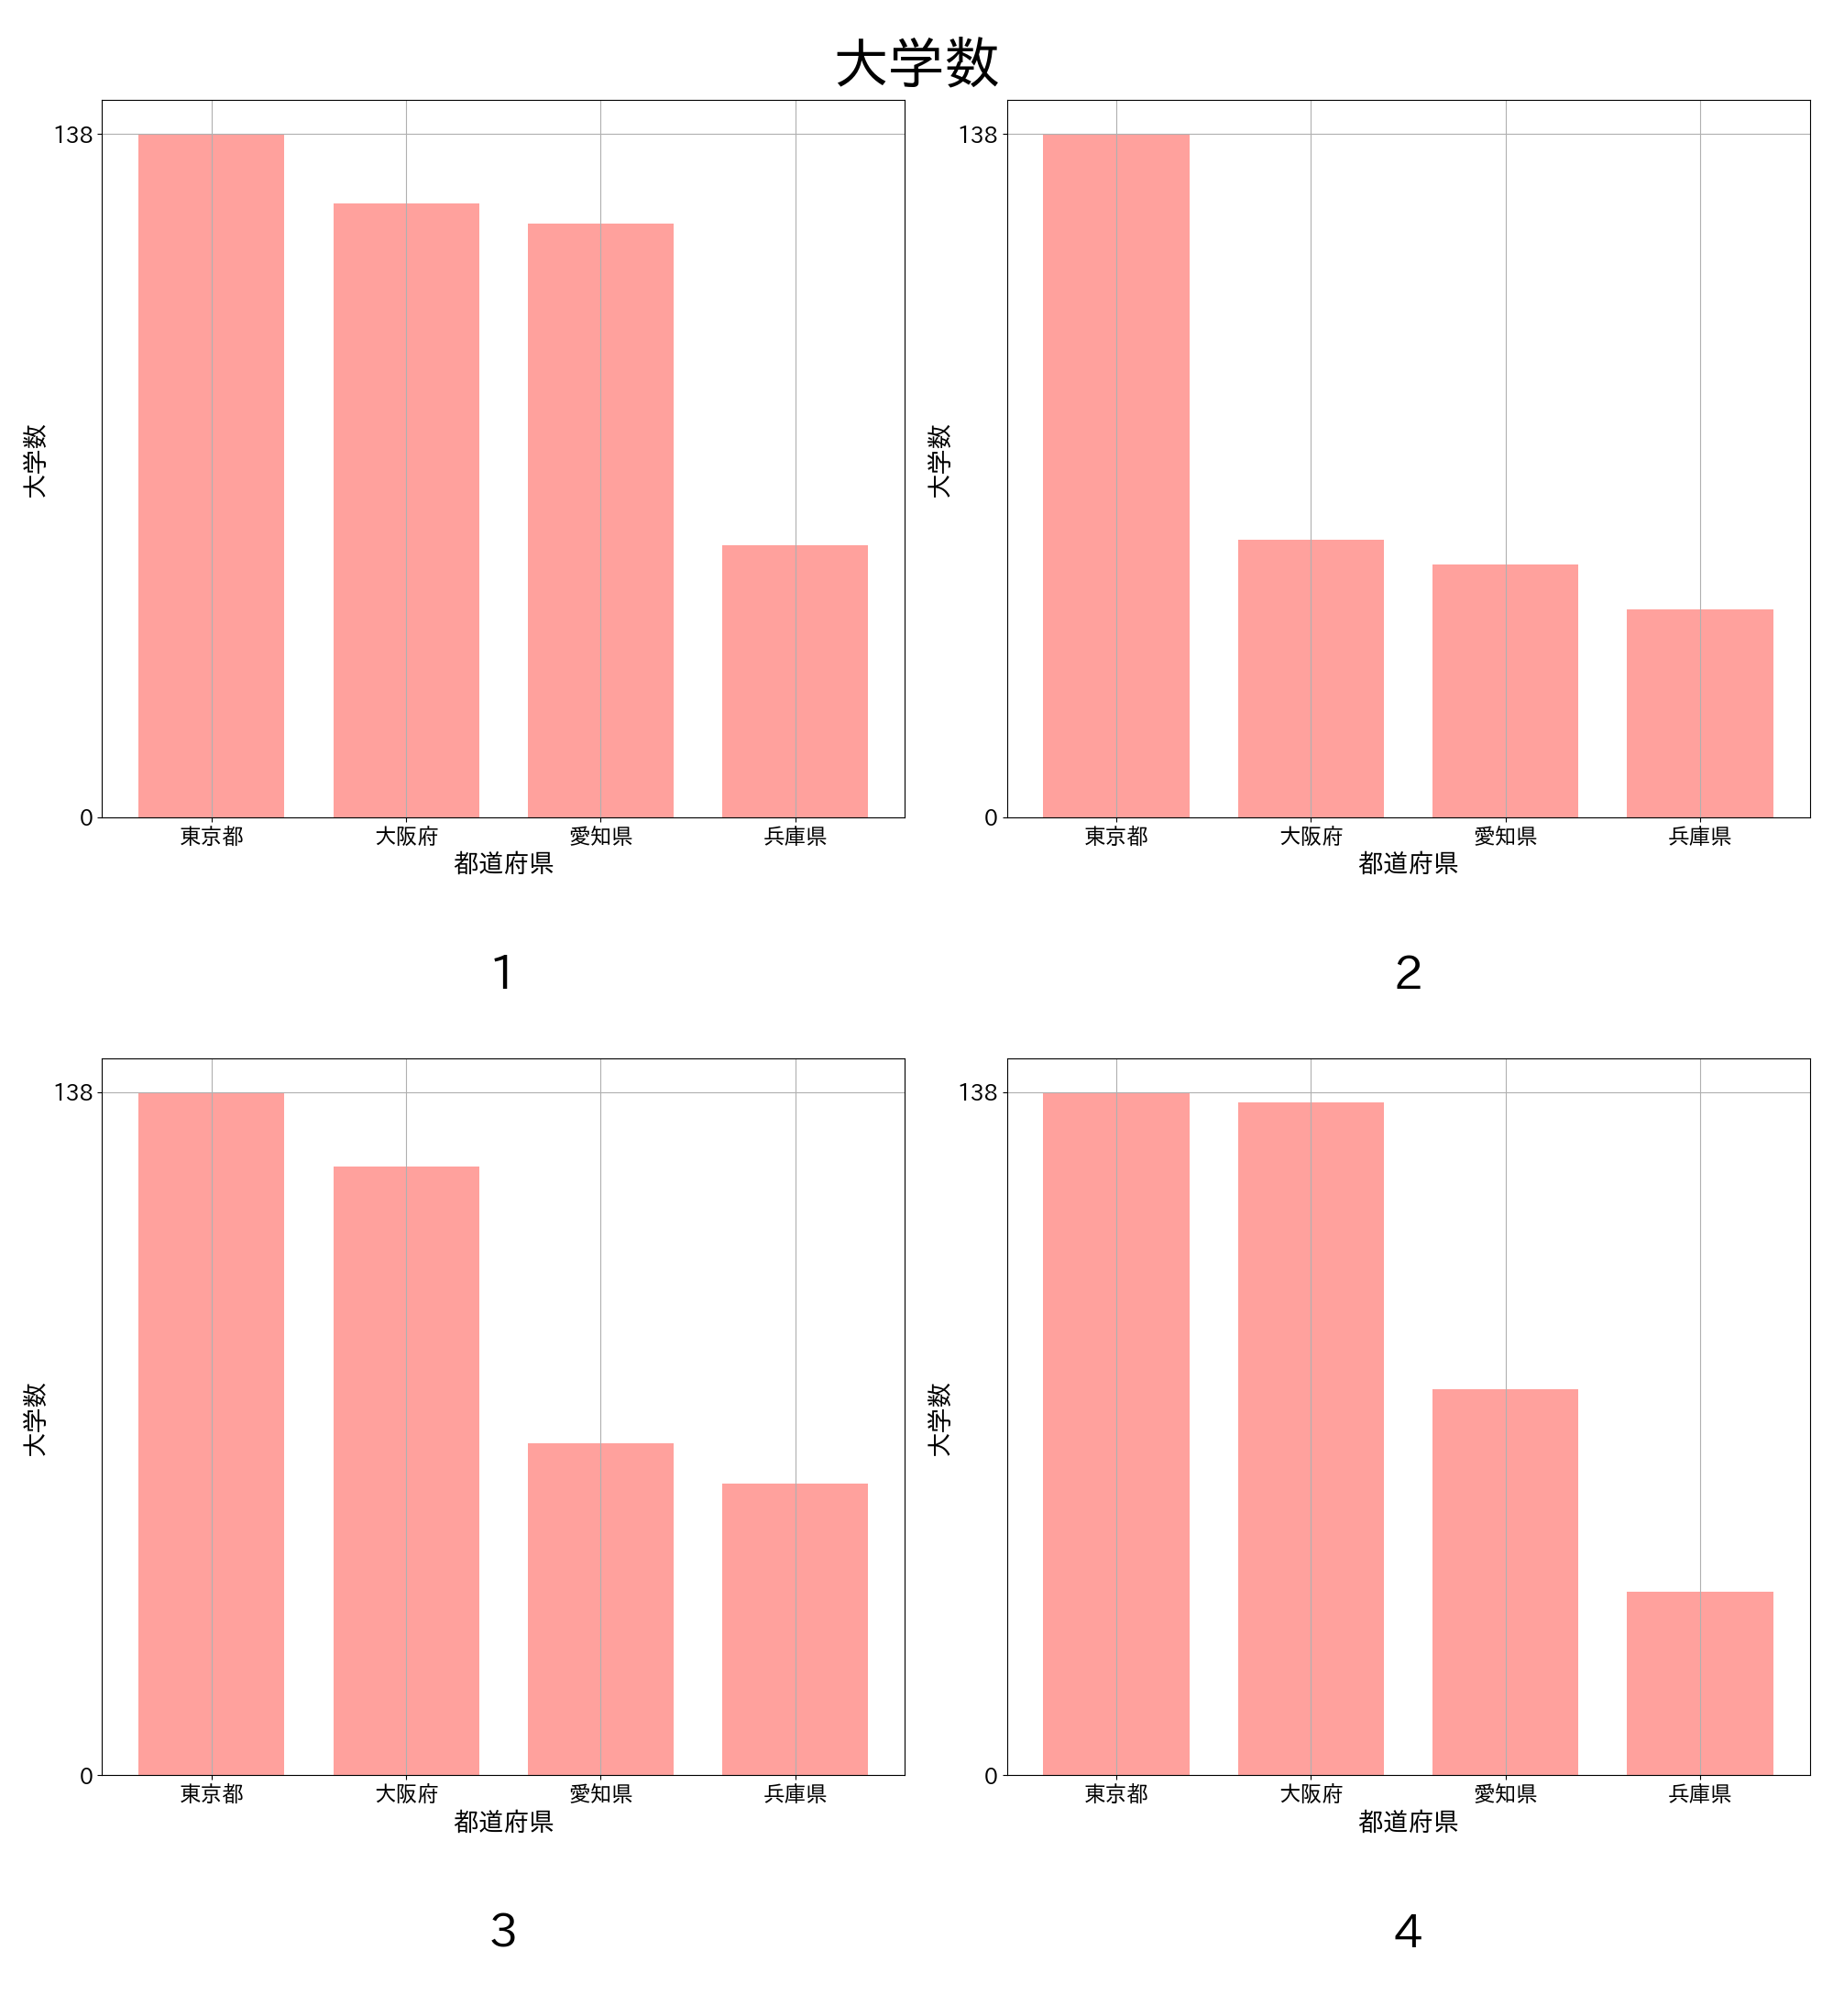 大学数
138
0
大学数
東京都 大阪府 愛知県 兵庫県
都道府県
1
138
0
大学数
東京都 大阪府 愛知県 兵庫県
都道府県
2
138
0
大学数
東京都 大阪府 愛知県 兵庫県
都道府県
3
138
0
大学数
東京都 大阪府 愛知県 兵庫県
都道府県
4